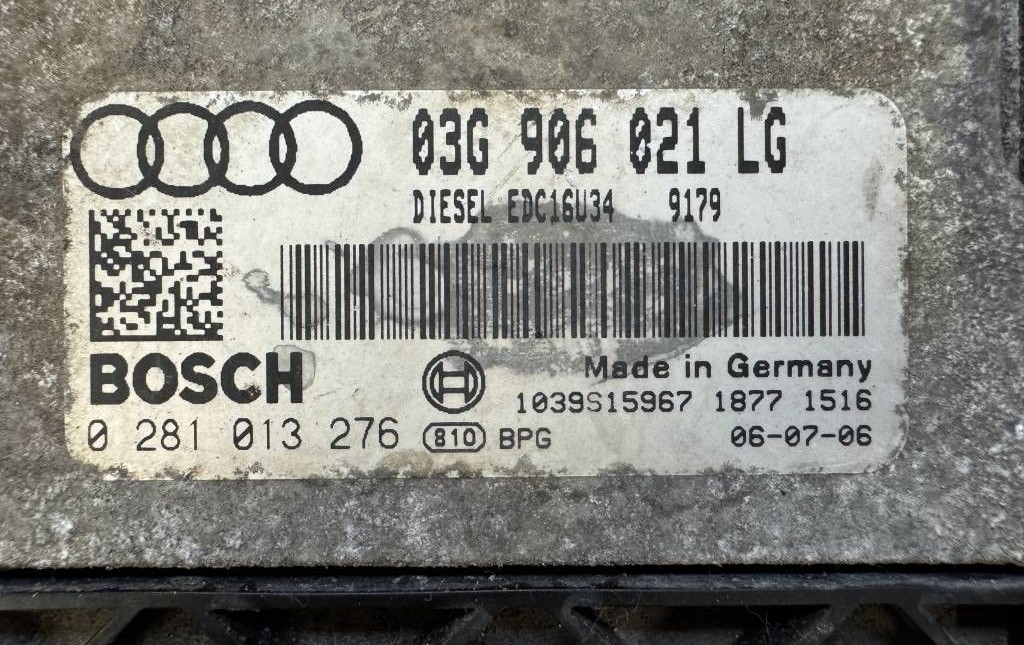 03G 906 021 LG
DIESEL EDC16U34 9179
BOSCH
Made in Germany
1039S15967 1877 1516
0 281 013 276 810 BPG 06-07-06